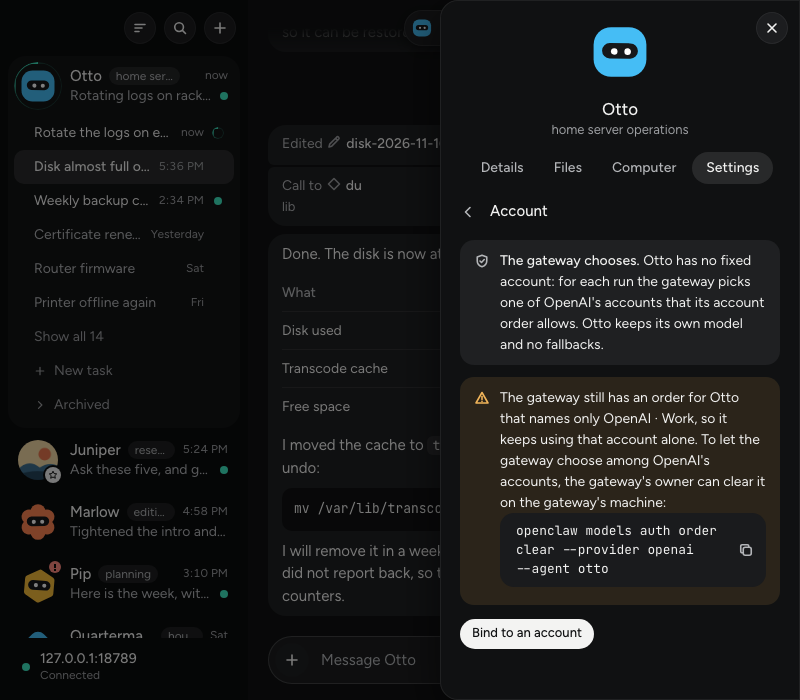 Otto home ser... now
Rotating logs on rack...
Rotate the logs on e... now
Disk almost full o... 5:36 PM
Weekly backup c... 2:34 PM
Certificate rene... Yesterday
Router firmware Sat
Printer offline again Fri
Show all 14
New task
Archived
Juniper rese... 5:24 PM
Ask these five, and g...
Marlow editi... 4:58 PM
Tightened the intro and...
Pip planning 3:10 PM
Here is the week, wit...
Quarterma hou... Sat
127.0.0.1:18789
Connected
so it can be restore
Edited disk-2026-11-1
Call to du
lib
Done. The disk is now at
What
Disk used
Transcode cache
Free space
I moved the cache to
undo:
mv /var/lib/transco
I will remove it in a week
did not report back, so
counters.
Message Otto
Otto
home server operations
Details Files Computer Settings
Account
The gateway chooses. Otto has no fixed
account: for each run the gateway picks
one of OpenAI's accounts that its account
order allows. Otto keeps its own model
and no fallbacks.
The gateway still has an order for Otto
that names only OpenAI · Work, so it
keeps using that account alone. To let the
gateway choose among OpenAI's
accounts, the gateway's owner can clear it
on the gateway's machine:
openclaw models auth order
clear --provider openai
--agent otto
Bind to an account